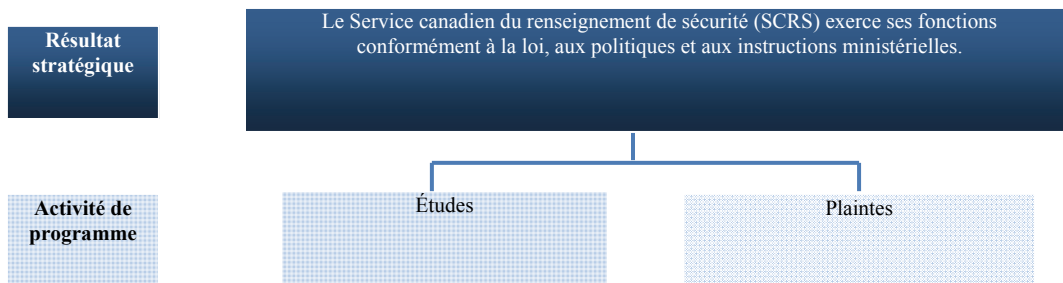 Résultat
stratégique
Le Service canadien du renseignement de sécurité (SCRS) exerce ses fonctions
conformément à la loi, aux politiques et aux instructions ministérielles.
Activité de
programme
Études
Plaintes